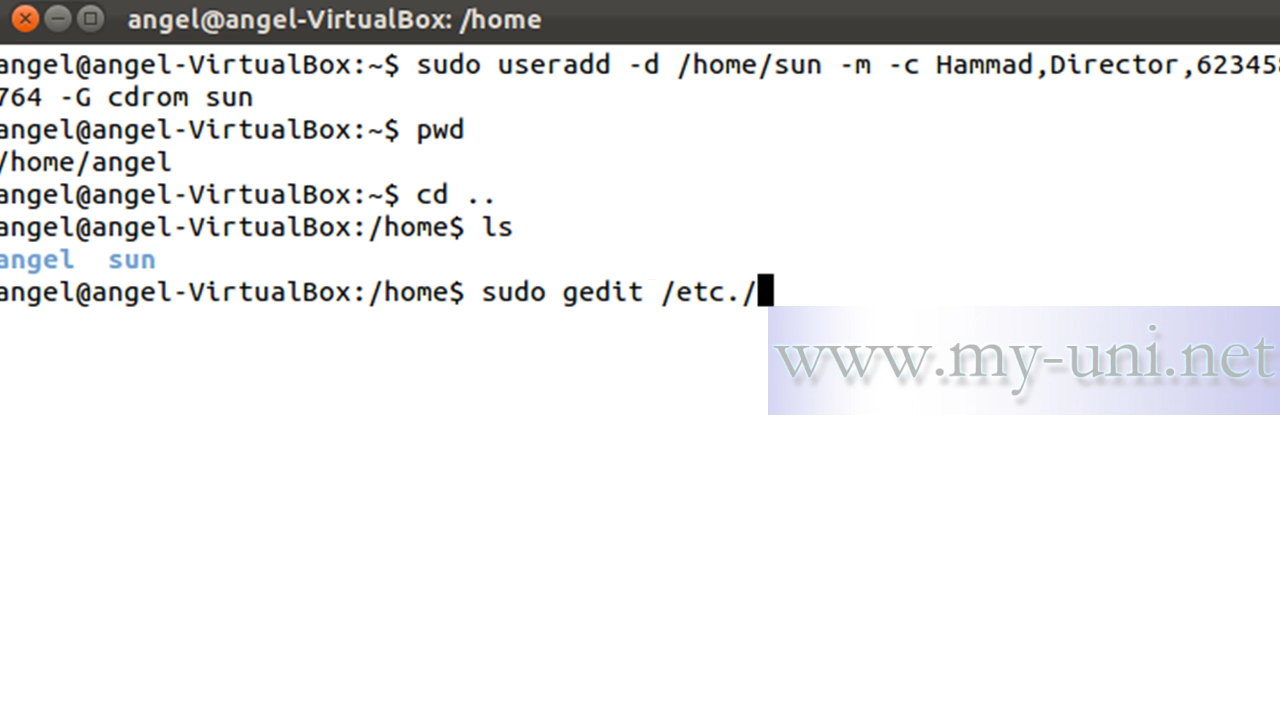 angel@angel-VirtualBox: /home
angel@angel-VirtualBox:~$ sudo useradd -d /home/sun -m -c Hammad,Director,623458
764 -G cdrom sun
angel@angel-VirtualBox:~$ pwd
/home/angel
angel@angel-VirtualBox:~$ cd ..
angel@angel-VirtualBox:/home$ ls
angel  sun
angel@angel-VirtualBox:/home$ sudo gedit /etc./
www.my-uni.net